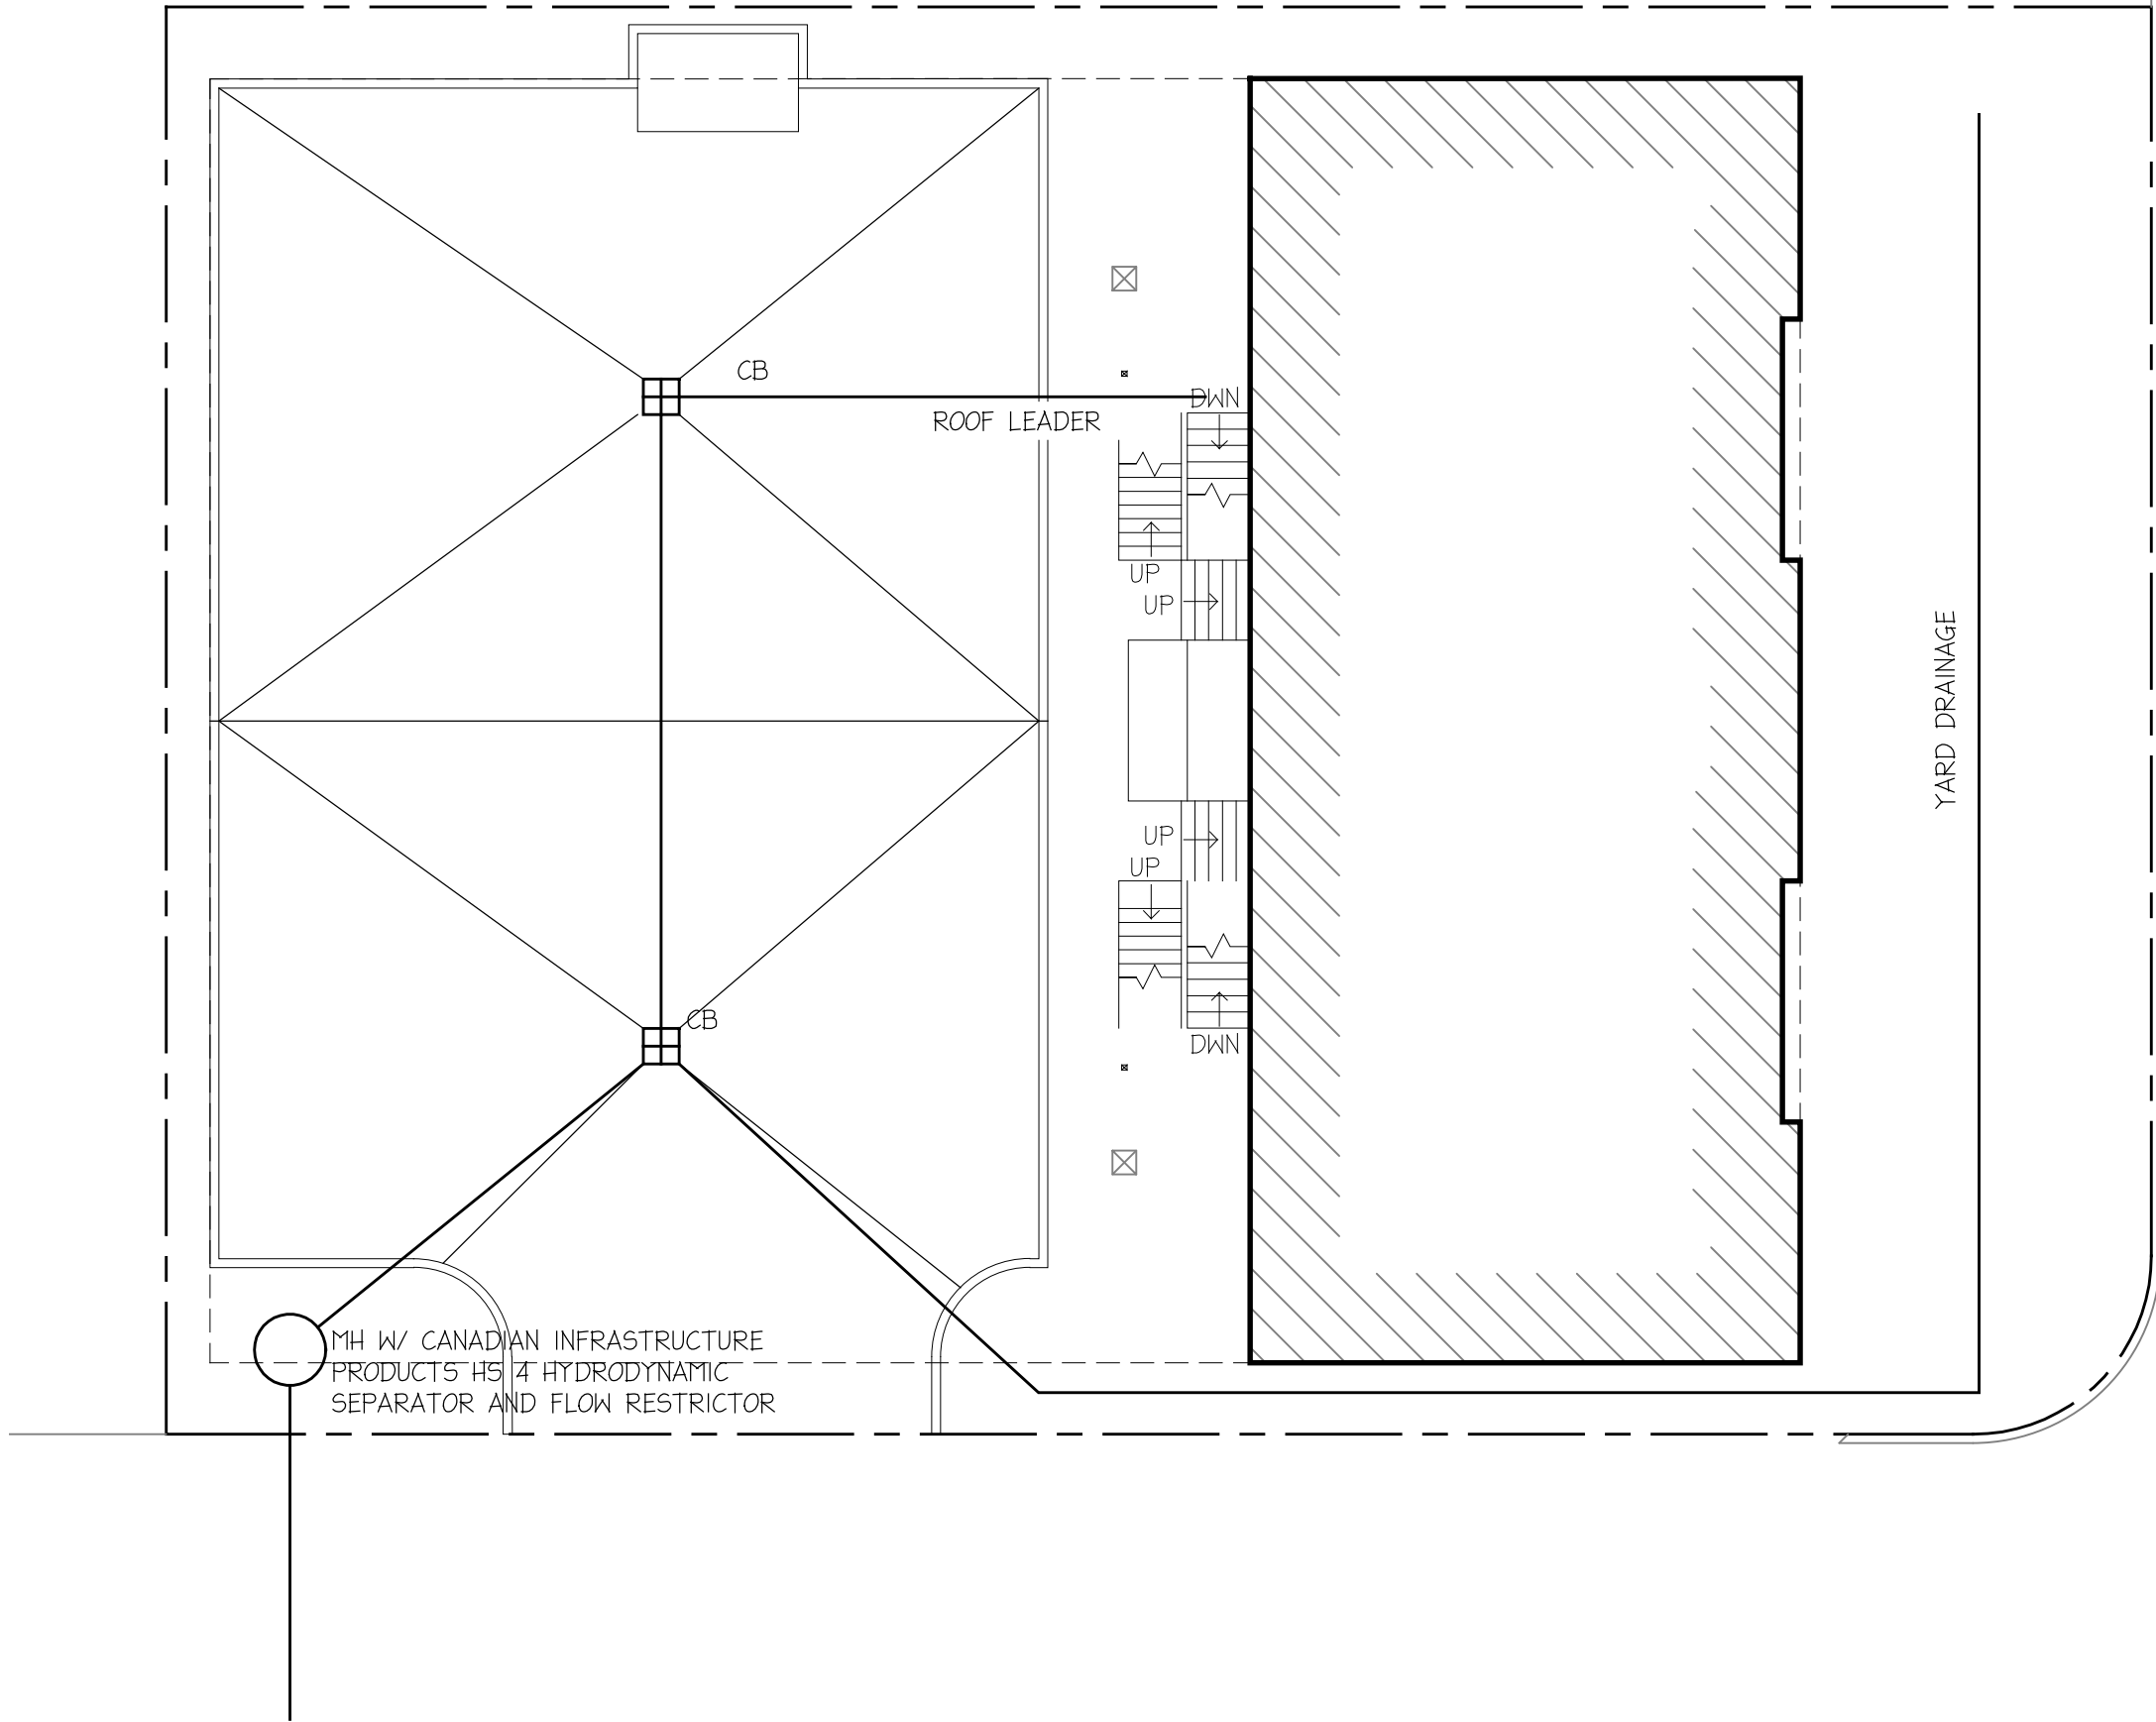 CB
DWN
ROOF LEADER
UP
UP
YARD DRAINAGE
UP
UP
CB
DWN
MH W/ CANADIAN INFRASTRUCTURE
PRODUCTS HS 4 HYDRODYNAMIC
SEPARATOR AND FLOW RESTRICTOR